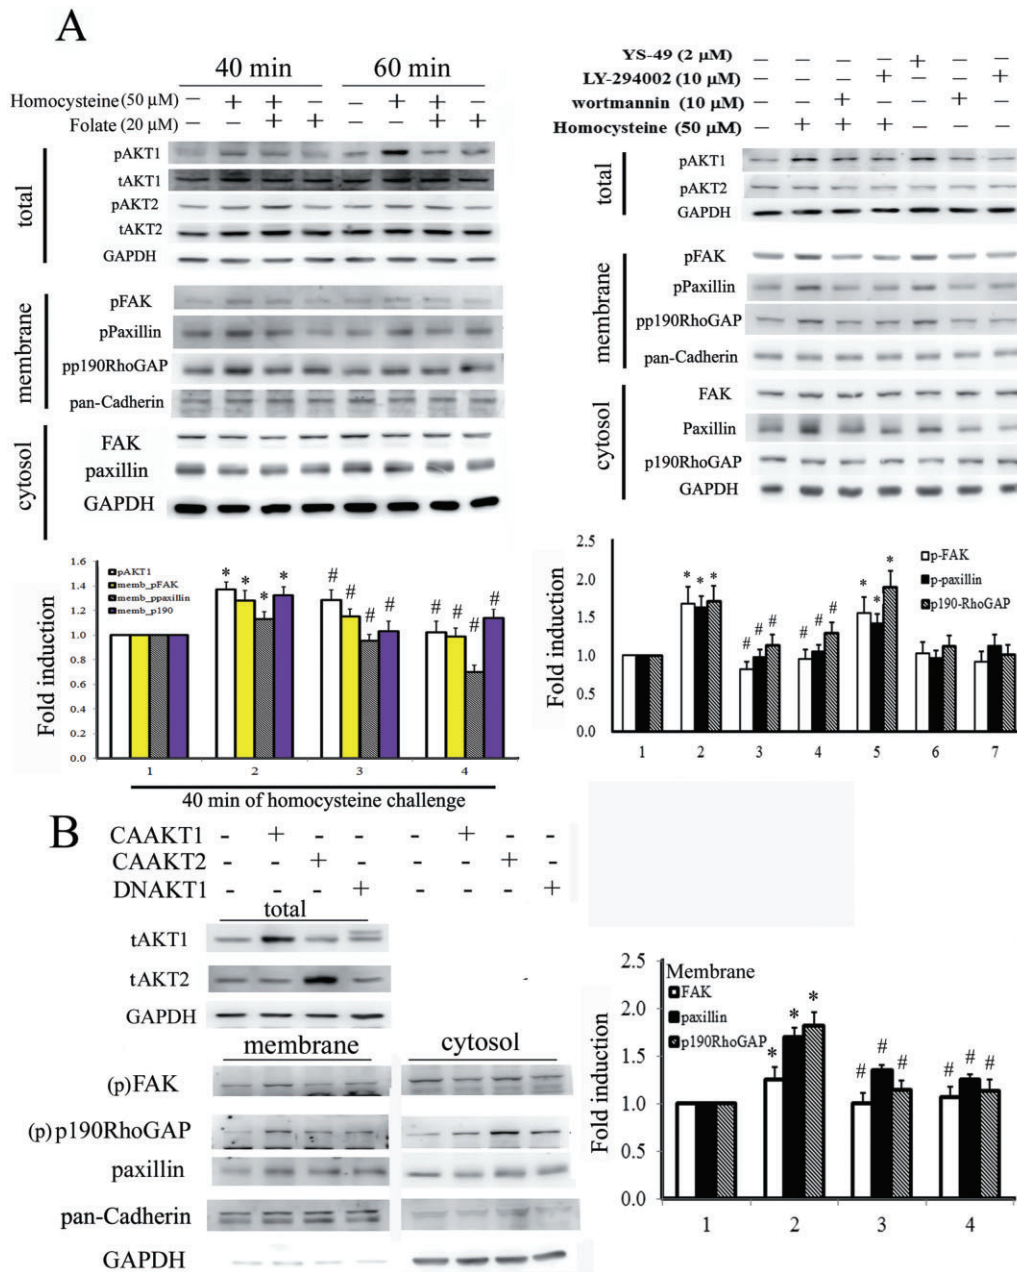 A
40 min 60 min
Homocysteine (50 µM) - + + - - + + -
Folate (20 µM) - - + + - - + +
total
pAKT1
tAKT1
pAKT2
tAKT2
GAPDH
membrane
pFAK
pPaxillin
pp190RhoGAP
pan-Cadherin
cytosol
FAK
paxillin
GAPDH
YS-49 (2 µM) - - - - + - -
LY-294002 (10 µM) - - - + - - +
wortmannin (10 µM) - - + - - + -
Homocysteine (50 µM) - + + + - - -
total
pAKT1
pAKT2
GAPDH
membrane
pFAK
pPaxillin
pp190RhoGAP
pan-Cadherin
cytosol
FAK
Paxillin
p190RhoGAP
GAPDH
Fold induction
1.6
1.4
1.2
1.0
0.8
0.6
0.4
0.2
0.0
pAKT1
memb_pFAK
memb_ppaxillin
memb_p190
* * * *
# # # #
# # # #
1 2 3 4
40 min of homocysteine challenge
Fold induction
2.5
2.0
1.5
1.0
0.5
0.0
p-FAK
p-paxillin
p190-RhoGAP
* * *
# # #
# # #
* * *
1 2 3 4 5 6 7
B
CAAKT1 - + - - - + - -
CAAKT2 - - + - - - + -
DNAKT1 - - - + - - - +
total
tAKT1
tAKT2
GAPDH
membrane cytosol
(p)FAK
(p)p190RhoGAP
paxillin
pan-Cadherin
GAPDH
Fold induction
2.5
2.0
1.5
1.0
0.5
0.0
Membrane
FAK
paxillin
p190RhoGAP
* * *
# # #
# # #
1 2 3 4